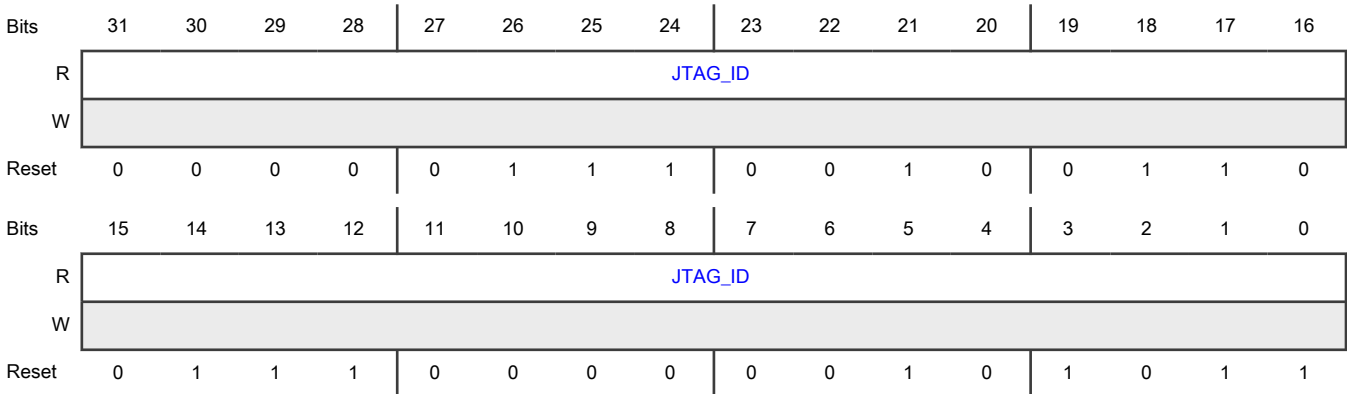 Bits 31 30 29 28 27 26 25 24 23 22 21 20 19 18 17 16
R JTAG_ID
W
Reset 0 0 0 0 0 1 1 1 0 0 1 0 0 1 1 0
Bits 15 14 13 12 11 10 9 8 7 6 5 4 3 2 1 0
R JTAG_ID
W
Reset 0 1 1 1 0 0 0 0 0 0 1 0 1 0 1 1